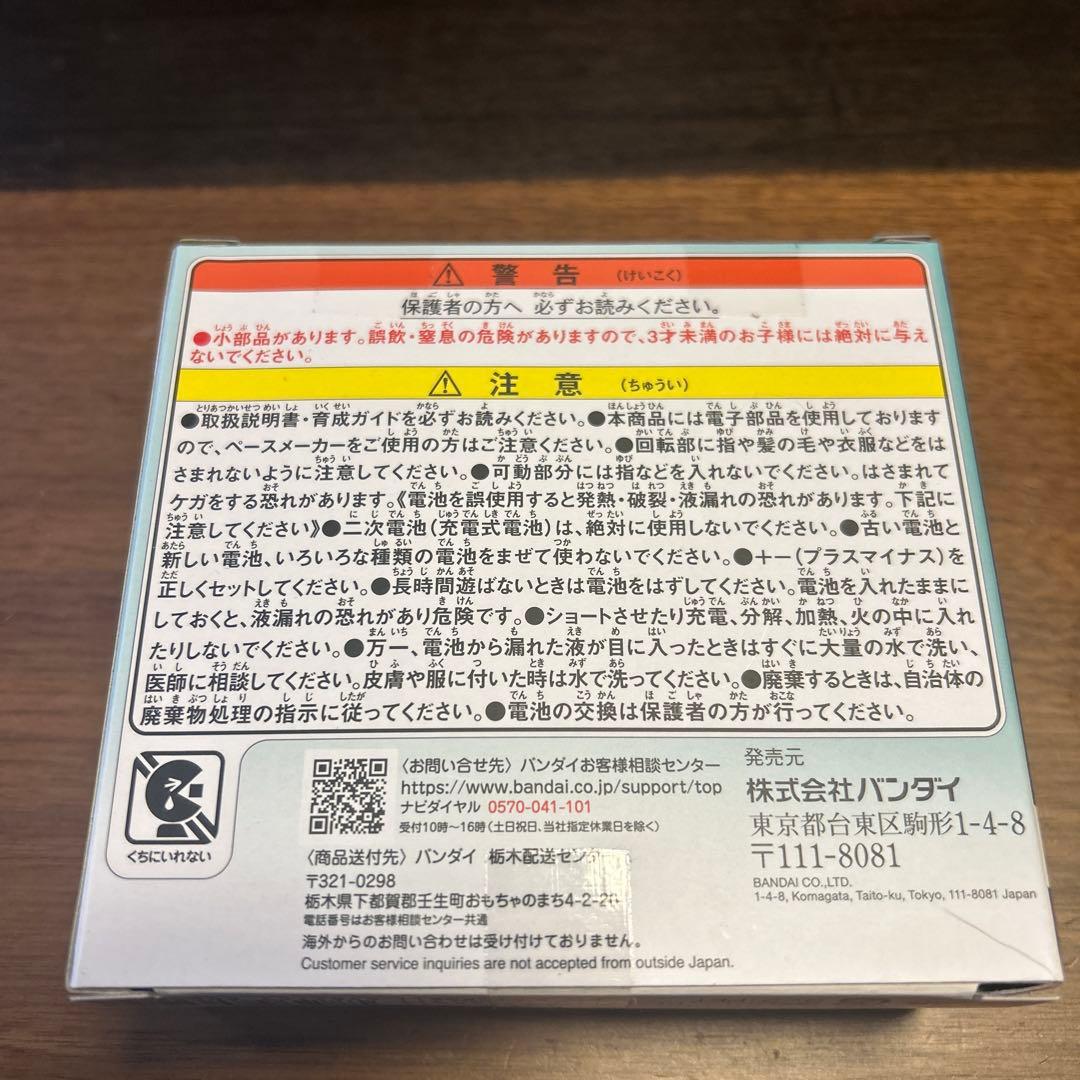 ⚠ 警告 (けいこく)
保護者の方へ 必ずお読みください。
●小部品があります。誤飲・窒息の危険がありますので、3才未満のお子様には絶対に与え
ないでください。
⚠ 注意 (ちゅうい)
●取扱説明書・育成ガイドを必ずお読みください。●本商品には電子部品を使用しております
ので、ペースメーカーをご使用の方はご注意ください。●回転部に指や髪の毛や衣服などをは
さまれないように注意してください。●可動部分には指などを入れないでください。はさまれて
ケガをする恐れがあります。《電池を誤使用すると発熱・破裂・液漏れの恐れがあります。下記に
注意してください》●二次電池(充電式電池)は、絶対に使用しないでください。●古い電池と
新しい電池、いろいろな種類の電池をまぜて使わないでください。●+-(プラスマイナス)を
正しくセットしてください。●長時間遊ばないときは電池をはずしてください。電池を入れたままに
しておくと、液漏れの恐れがあり危険です。●ショートさせたり充電、分解、加熱、火の中に入れ
たりしないでください。●万一、電池から漏れた液が目に入ったときはすぐに大量の水で洗い、
医師に相談してください。皮膚や服に付いた時は水で洗ってください。●廃棄するときは、自治体の
廃棄物処理の指示に従ってください。●電池の交換は保護者の方が行ってください。
くちにいれない
〈お問い合せ先〉バンダイお客様相談センター
https://www.bandai.co.jp/support/top
ナビダイヤル 0570-041-101
受付10時～16時(土日祝日、当社指定休業日を除く)
〈商品送付先〉バンダイ 栃木配送センター
〒321-0298
栃木県下都賀郡壬生町おもちゃのまち4-2-20
電話番号はお客様相談センター共通
海外からのお問い合わせは受け付けておりません。
Customer service inquiries are not accepted from outside Japan.
発売元
株式会社バンダイ
東京都台東区駒形1-4-8
〒111-8081
BANDAI CO.,LTD.
1-4-8, Komagata, Taito-ku, Tokyo, 111-8081 Japan